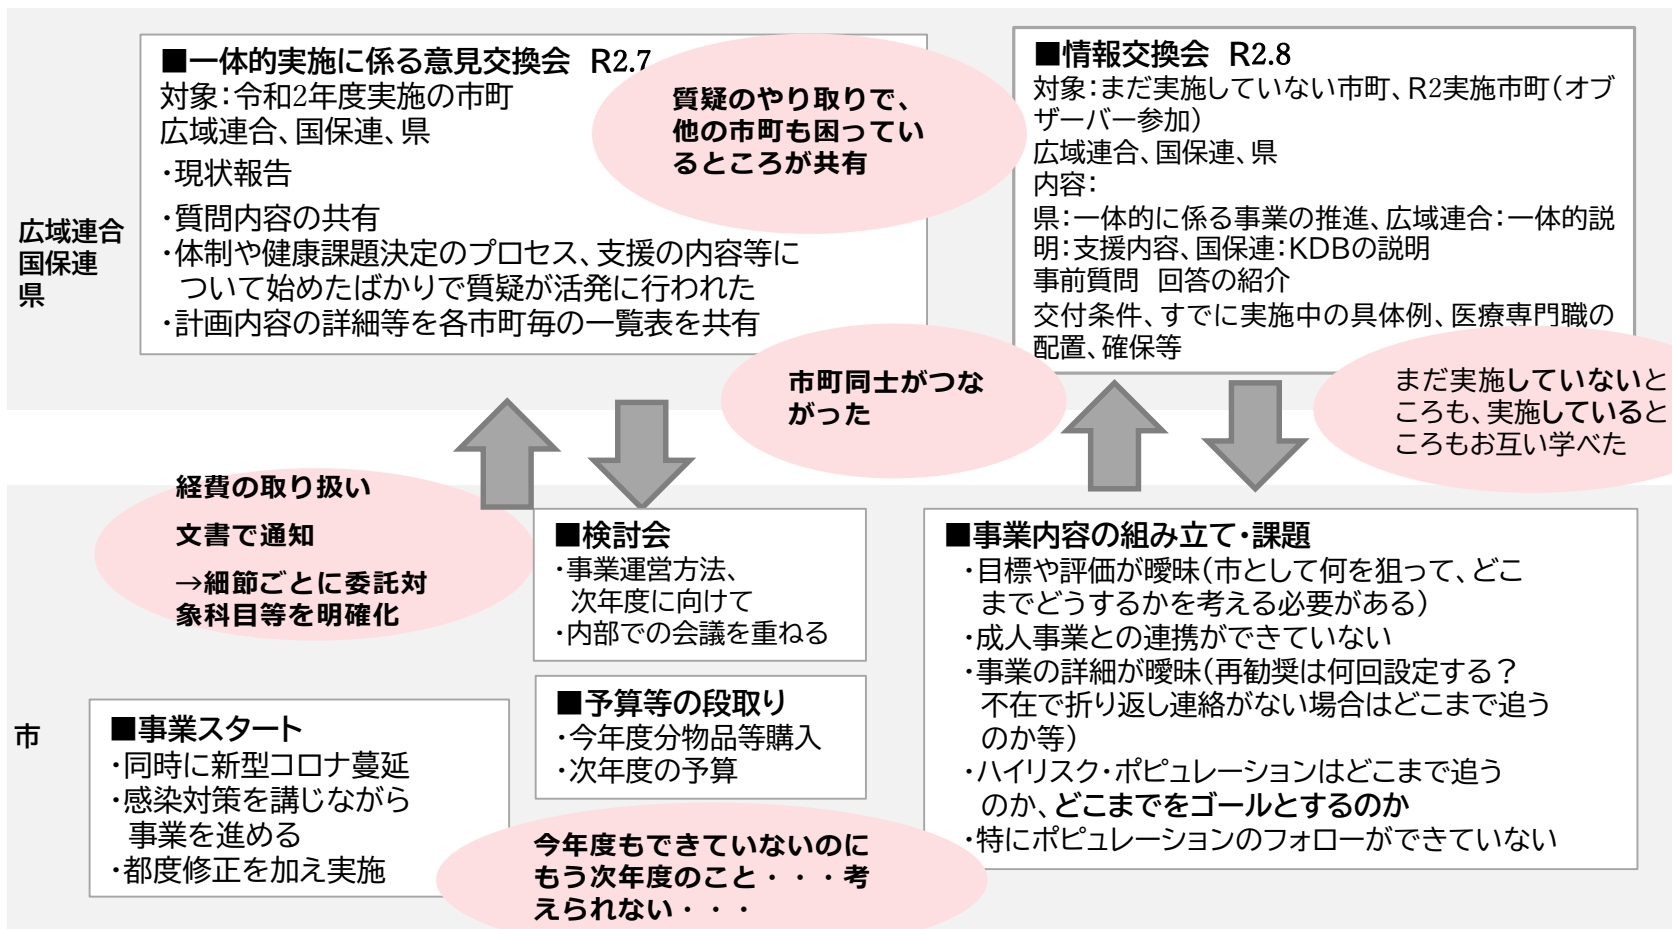 広域連合
国保連
県
■一体的実施に係る意見交換会 R2.7
対象：令和2年度実施の市町
広域連合、国保連、県
・現状報告
・質問内容の共有
・体制や健康課題決定のプロセス、支援の内容等に
ついて始めたばかりで質疑が活発に行われた
・計画内容の詳細等を各市町毎の一覧表を共有
質疑のやり取りで、
他の市町も困ってい
るところが共有
■情報交換会 R2.8
対象：まだ実施していない市町、R2実施市町（オブ
ザーバー参加）
広域連合、国保連、県
内容：
県：一体的に係る事業の推進、広域連合：一体的説
明：支援内容、国保連：KDBの説明
事前質問　回答の紹介
交付条件、すでに実施中の具体例、医療専門職の
配置、確保等
市町同士がつな
がった
まだ実施していないと
ころも、実施していると
ころもお互い学べた
経費の取り扱い
文書で通知
→細節ごとに委託対
象科目等を明確化
市
■事業スタート
・同時に新型コロナ蔓延
・感染対策を講じながら
事業を進める
・都度修正を加え実施
■検討会
・事業運営方法、
次年度に向けて
・内部での会議を重ねる
■予算等の段取り
・今年度分物品等購入
・次年度の予算
今年度もできていないのに
もう次年度のこと・・・考
えられない・・・
■事業内容の組み立て・課題
・目標や評価が曖昧（市として何を狙って、どこ
までどうするかを考える必要がある）
・成人事業との連携ができていない
・事業の詳細が曖昧（再勧奨は何回設定する？
不在で折り返し連絡がない場合はどこまで追う
のか等）
・ハイリスク・ポピュレーションはどこまで追う
のか、どこまでをゴールとするのか
・特にポピュレーションのフォローができていない